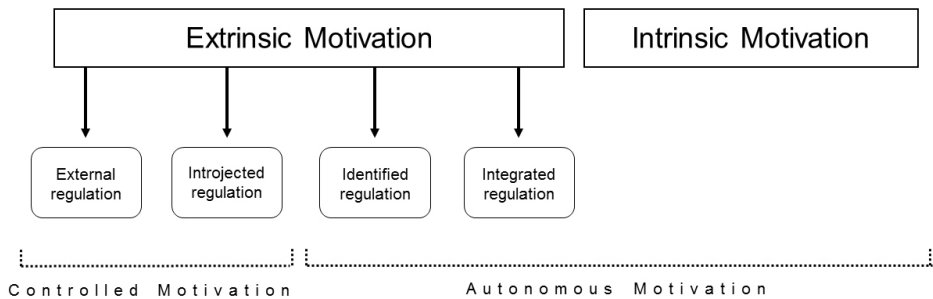 Extrinsic Motivation
Intrinsic Motivation
External
regulation
Introjected
regulation
Identified
regulation
Integrated
regulation
Controlled Motivation
Autonomous Motivation